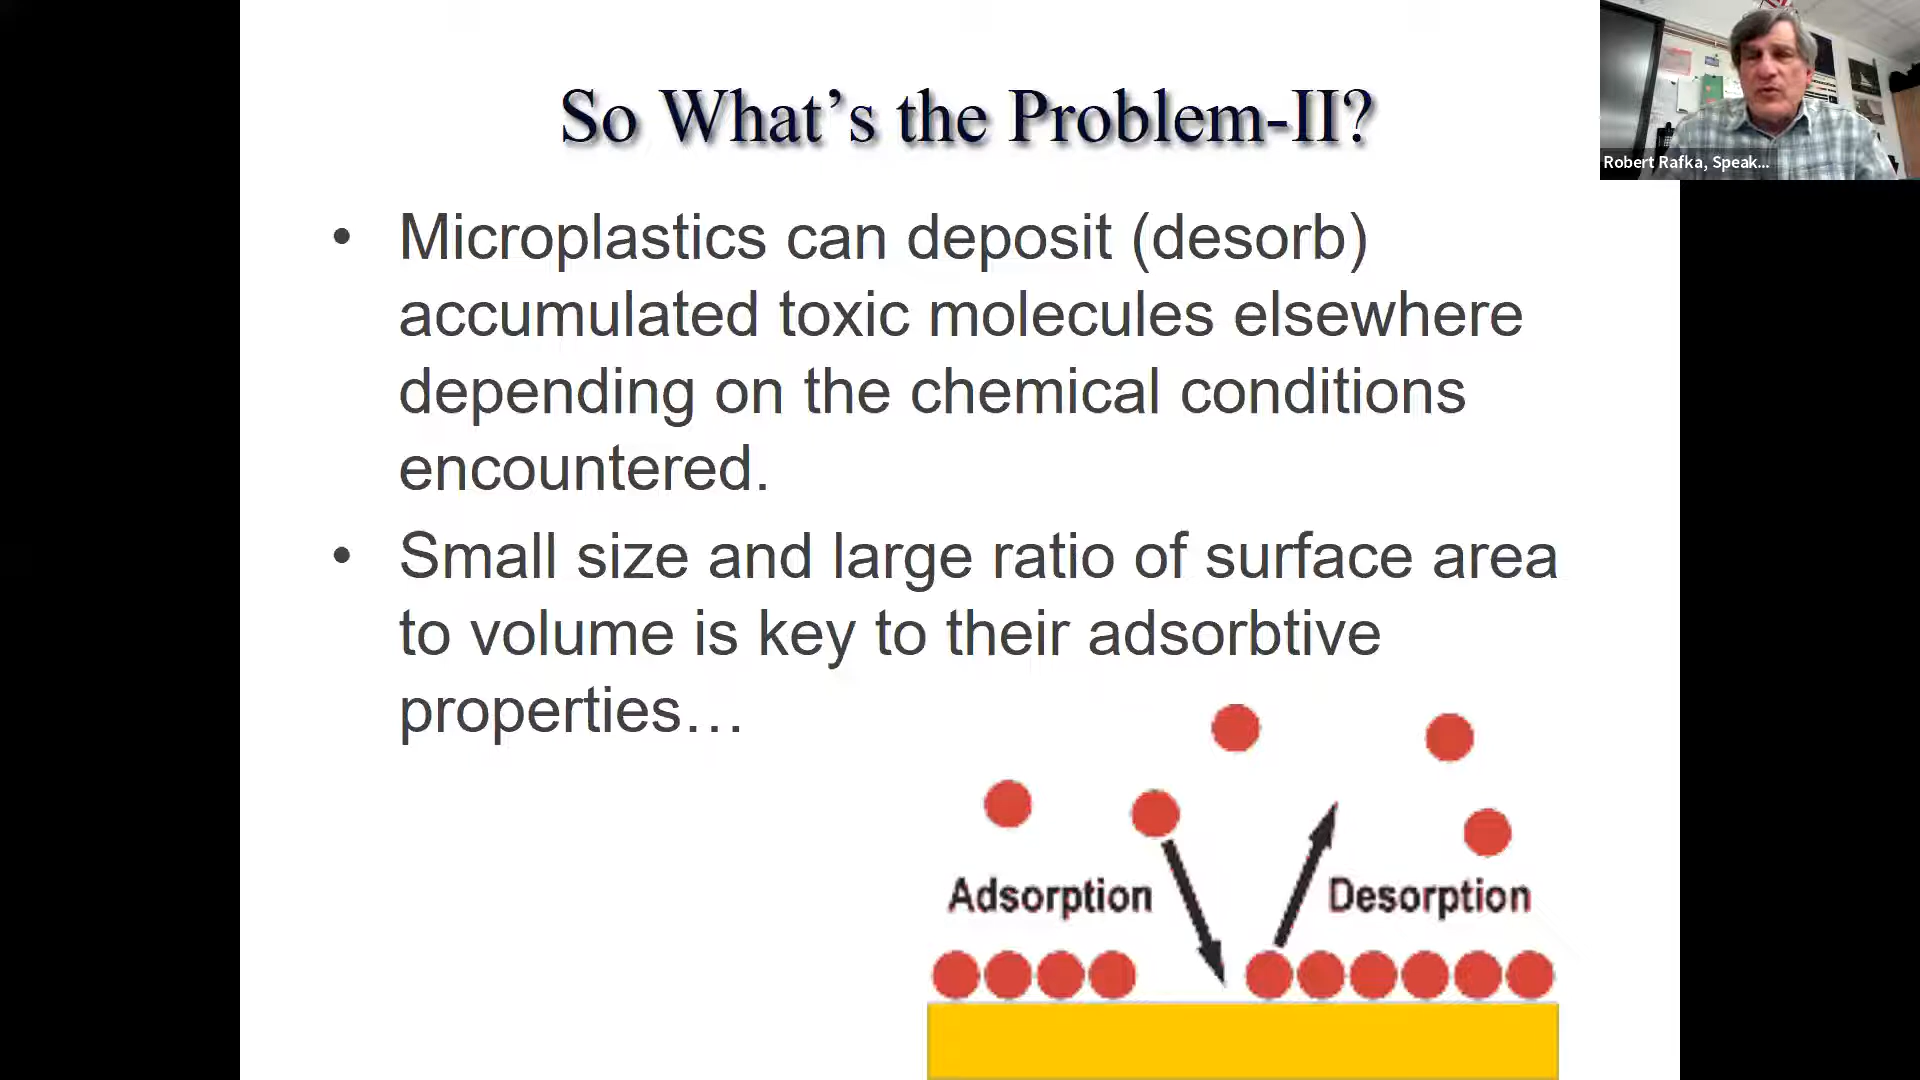 So What’s the Problem-II?
Robert Rafka, Speak...
• Microplastics can deposit (desorb)
accumulated toxic molecules elsewhere
depending on the chemical conditions
encountered.
• Small size and large ratio of surface area
to volume is key to their adsorbtive
properties…
Adsorption
Desorption